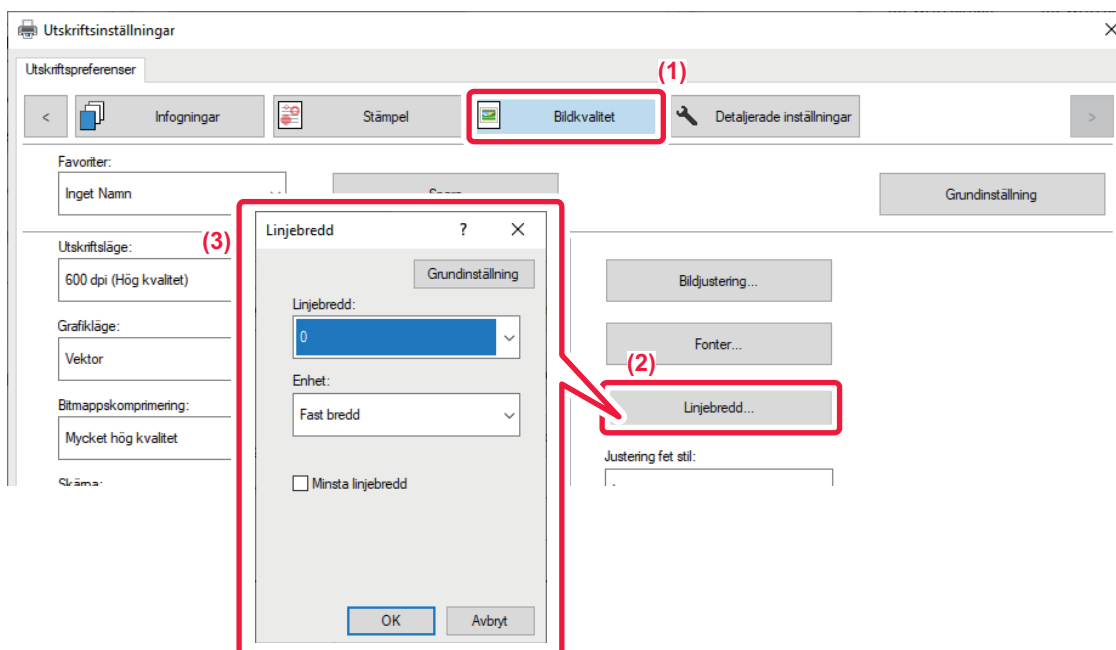 Utskriftsinställningar
Utskriftspreferenser
(1)
<
Infogningar
Stämpel
Bildkvalitet
Detaljerade inställningar
>
Favoriter:
Inget Namn
Grundinställning
Utskriftsläge:
600 dpi (Hög kvalitet)
Grafikläge:
Vektor
Bitmappskomprimering:
Mycket hög kvalitet
Skärpa:
(3)
Linjebredd
?
Grundinställning
Linjebredd:
0
Enhet:
Fast bredd
Minsta linjebredd
OK
Avbryt
Bildjustering...
Fonter...
(2)
Linjebredd...
Justering fet stil: